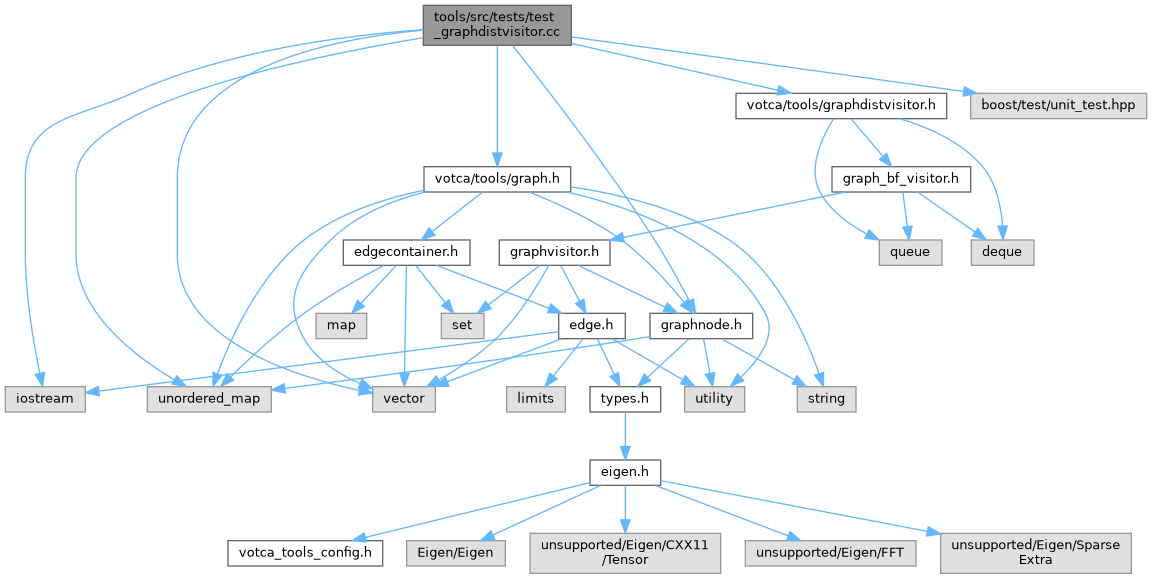 tools/src/tests/test
_graphdistvisitor.cc
votca/tools/graphdistvisitor.h
boost/test/unit_test.hpp
votca/tools/graph.h
graph_bf_visitor.h
edgecontainer.h
graphvisitor.h
queue
deque
map
set
edge.h
graphnode.h
iostream
unordered_map
vector
limits
types.h
utility
string
eigen.h
votca_tools_config.h
Eigen/Eigen
unsupported/Eigen/CXX11
/Tensor
unsupported/Eigen/FFT
unsupported/Eigen/Sparse
Extra